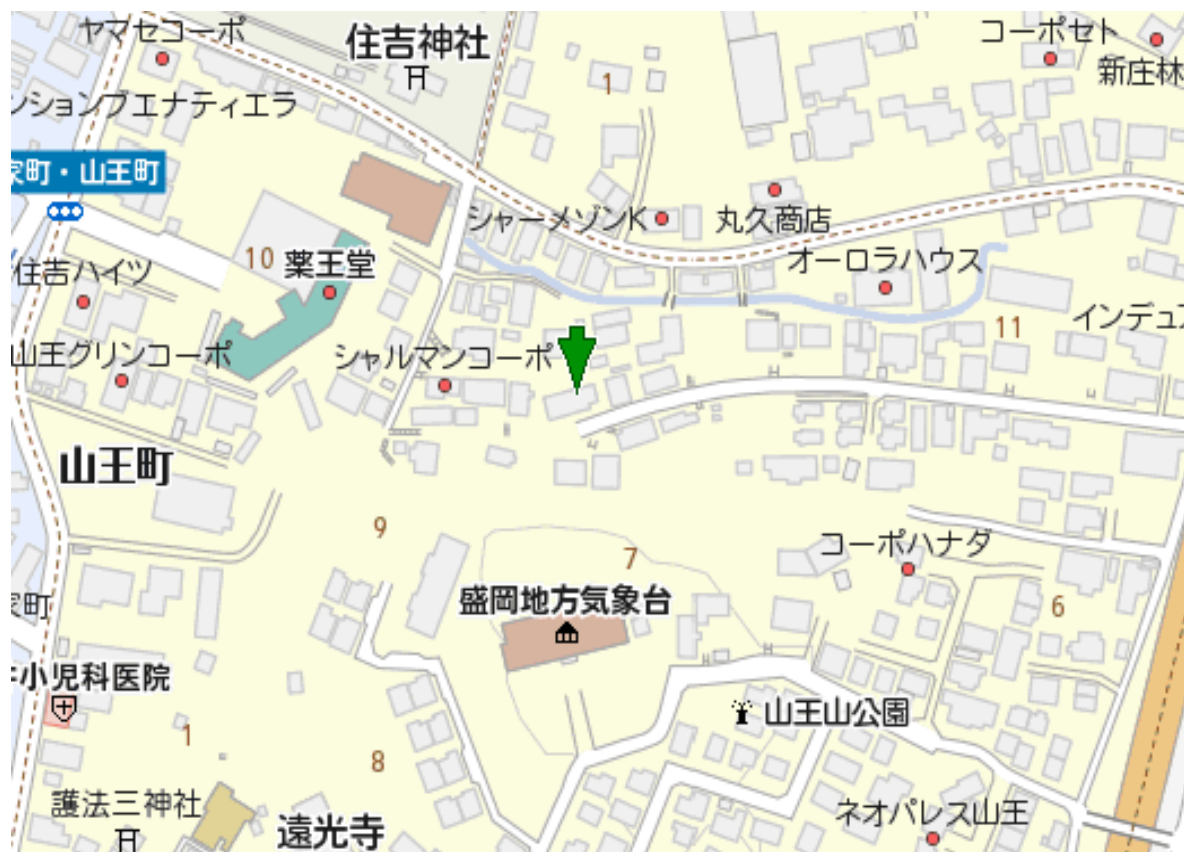 ヤマセコーポ
住吉神社
コーポセト
新庄林
1
ンションブエナティエラ
家町・山王町
シャーメゾンK
丸久商店
10
薬王堂
オーロラハウス
住吉ハイツ
11
インデュス
山王グリンコーポ
シャルマンコーポ
山王町
9
7
コーポハナダ
盛岡地方気象台
6
家町
小児科医院
山王山公園
1
8
護法三神社
遠光寺
ネオパレス山王